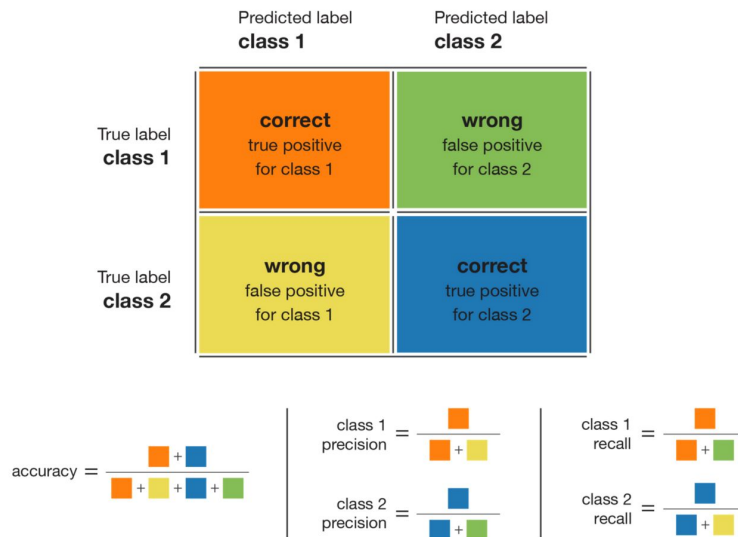 Predicted label
class 1
Predicted label
class 2
True label
class 1
correct
true positive
for class 1
wrong
false positive
for class 2
True label
class 2
wrong
false positive
for class 1
correct
true positive
for class 2
accuracy =
+
+ + +
class 1
precision =
+
class 2
precision =
+
class 1
recall =
+
class 2
recall =
+